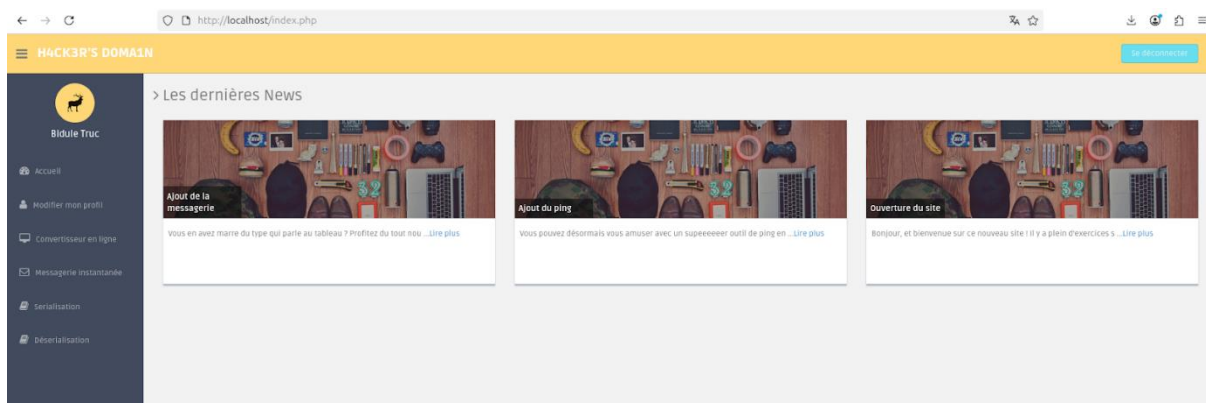 http://localhost/index.php
H4CK3R'S D0MA1N
Se déconnecter
Bidule Truc
Accueil
Modifier mon profil
Convertisseur en ligne
Messagerie instantanée
Serialisation
Déserialisation
> Les dernières News
Ajout de la
messagerie
Vous en avez marre du type qui parle au tableau ? Profitez du tout nou ...Lire plus
Ajout du ping
Vous pouvez désormais vous amuser avec un supeeeeeer outil de ping en ...Lire plus
Ouverture du site
Bonjour, et bienvenue sur ce nouveau site ! Il y a plein d'exercices s ...Lire plus